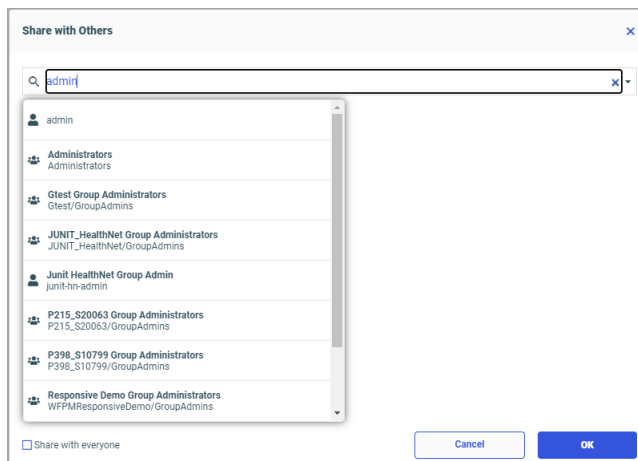 Share with Others
admin
admin
Administrators
Administrators
Gtest Group Administrators
Gtest/GroupAdmins
JUNIT_HealthNet Group Administrators
JUNIT_HealthNet/GroupAdmins
Junit HealthNet Group Admin
junit-hn-admin
P215_S20063 Group Administrators
P215_S20063/GroupAdmins
P398_S10799 Group Administrators
P398_S10799/GroupAdmins
Responsive Demo Group Administrators
WFPMResponsiveDemo/GroupAdmins
Share with everyone
Cancel
OK